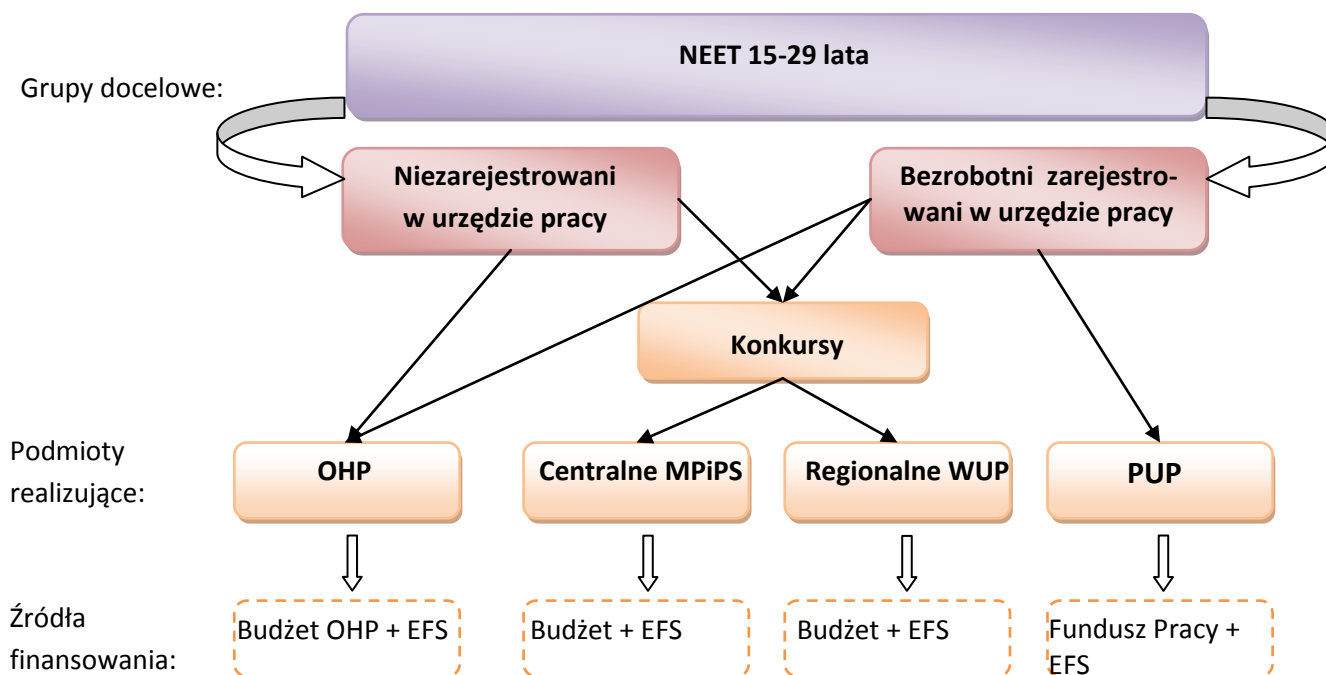 NEET 15-29 lata
Grupy docelowe:
Niezarejestrowani
w urzędzie pracy
Bezrobotni zarejestro-
wani w urzędzie pracy
Konkursy
Podmioty
realizujące:
OHP
Centralne MPiPS
Regionalne WUP
PUP
Źródła
finansowania:
Budżet OHP + EFS
Budżet + EFS
Budżet + EFS
Fundusz Pracy +
EFS